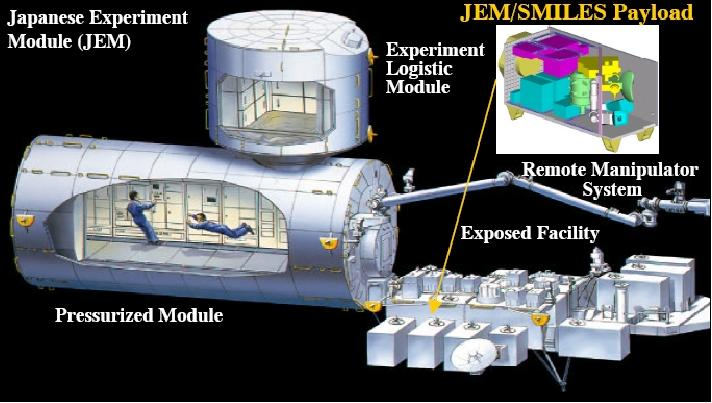 Japanese Experiment
Module (JEM)
JEM/SMILES Payload
Experiment
Logistic
Module
Remote Manipulator
System
Exposed Facility
Pressurized Module